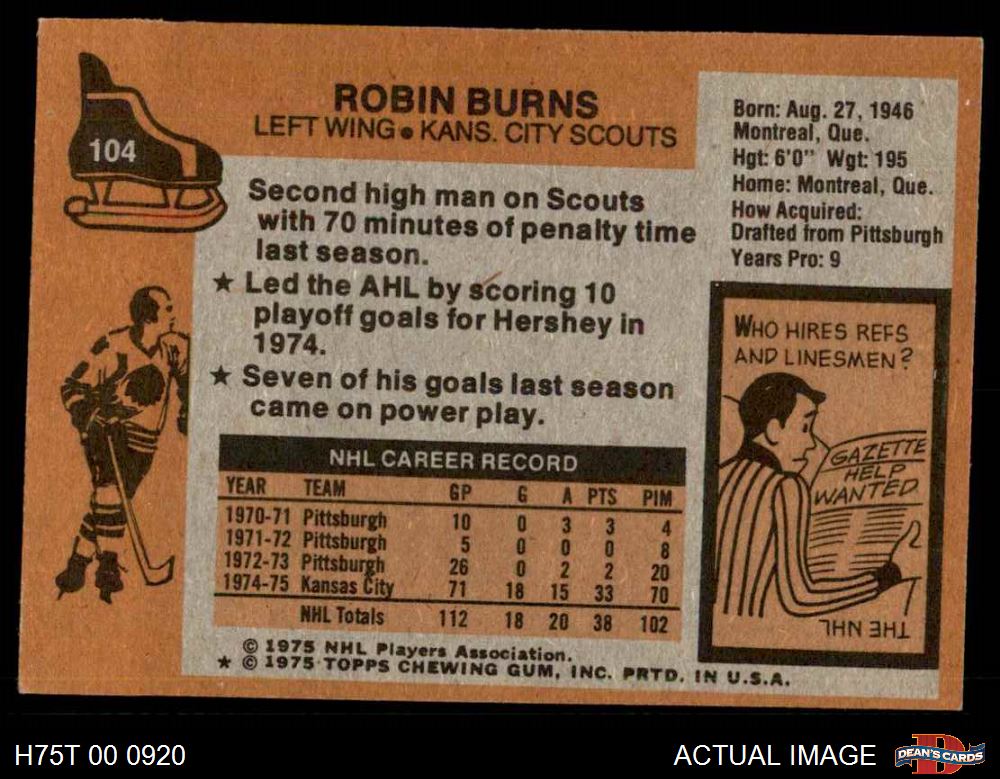 104
ROBIN BURNS
LEFT WING ● KANS. CITY SCOUTS
Born: Aug. 27, 1946
Montreal, Que.
Hgt: 6'0" Wgt: 195
Home: Montreal, Que.
How Acquired:
Drafted from Pittsburgh
Years Pro: 9
Second high man on Scouts
with 70 minutes of penalty time
last season.
★ Led the AHL by scoring 10
playoff goals for Hershey in
1974.
★ Seven of his goals last season
came on power play.
WHO HIRES REFS
AND LINESMEN?
GAZETTE
HELP
WANTED
THE NHL
NHL CAREER RECORD
YEAR TEAM GP G A PTS PIM
1970-71 Pittsburgh 10 0 3 3 4
1971-72 Pittsburgh 5 0 0 0 8
1972-73 Pittsburgh 26 0 2 2 20
1974-75 Kansas City 71 18 15 33 70
NHL Totals 112 18 20 38 102
© 1975 NHL Players Association.
★ © 1975 TOPPS CHEWING GUM, INC. PRTD. IN U.S.A.
H75T 00 0920
ACTUAL IMAGE
DEAN'S CARDS